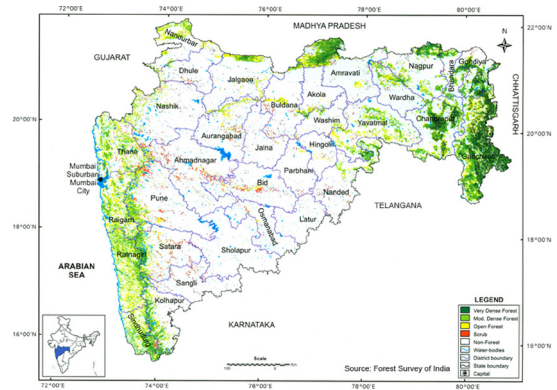 72°00'E
74°00'E
76°00'E
78°00'E
80°00'E
MADHYA PRADESH
22°00'N
N
GUJARAT
Nandurbar
Dhule
Jalgaon
Amravati
Nagpur
Bhandara
Gondiya
CHHATTISGARH
20°00'N
Nashik
Buldana
Akola
Washim
Wardha
Yavatmal
Chandrapur
Gadchiroli
20°00'N
Aurangabad
Jalna
Hingoli
Thane
Ahmadnagar
Parbhani
Mumbai
Suburban
Mumbai
City
Bid
Nanded
Pune
Raigarh
Osmanabad
Latur
TELANGANA
18°00'N
18°00'N
ARABIAN
SEA
Ratnagiri
Satara
Sholapur
Sangli
Kolhapur
Sindhudurg
KARNATAKA
16°00'N
16°00'N
LEGEND
Very Dense Forest
Mod. Dense Forest
Open Forest
Scrub
Non-Forest
Water-bodies
District boundary
State boundary
Capital
Scale
Source: Forest Survey of India
72°00'E
74°00'E
76°00'E
78°00'E
80°00'E